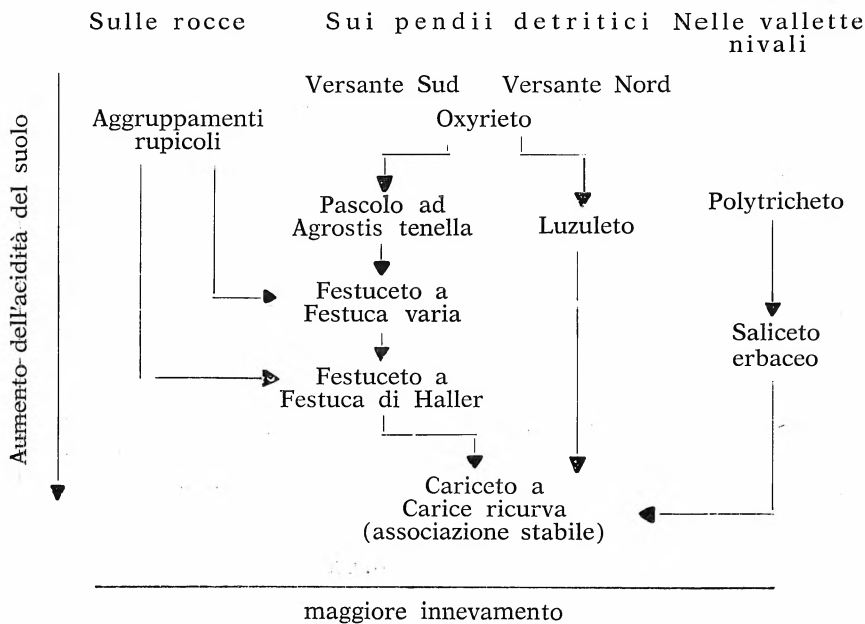 Sulle rocce
Sui pendii detritici
Nelle vallette
nivali
Versante Sud
Versante Nord
Aumento dell'acidità del suolo
Aggruppamenti
rupicoli
Oxyrieto
Pascolo ad
Agrostis tenella
Luzuleto
Polytricheto
Festuceto a
Festuca varia
Saliceto
erbaceo
Festuceto a
Festuca di Haller
Cariceto a
Carice ricurva
(associazione stabile)
maggiore innevamento